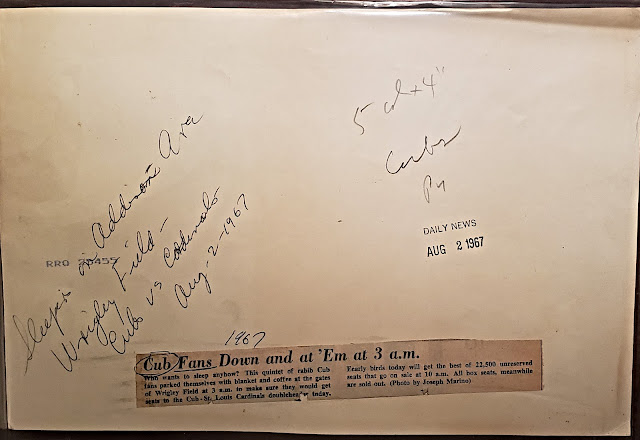 Sleepin in Addison Ave
Wrigley Field -
Cubs vs Cardinals
Aug-2-1967
RRO 78455
5 col x 4"
Cubs
DAILY NEWS
AUG 2 1967
1967
Cub Fans Down and at 'Em at 3 a.m.
Who wants to sleep anyhow? This quintet of rabib Cub
fans parked themselves with blanket and coffee at the gates
of Wrigley Field at 3 a.m. to make sure they would get
seats to the Cub-St. Louis Cardinals doubleheader today.
Eearly birds today will get the best of 22,500 unreserved
seats that go on sale at 10 a.m. All box seats, meanwhile
are sold out. (Photo by Joseph Marino)